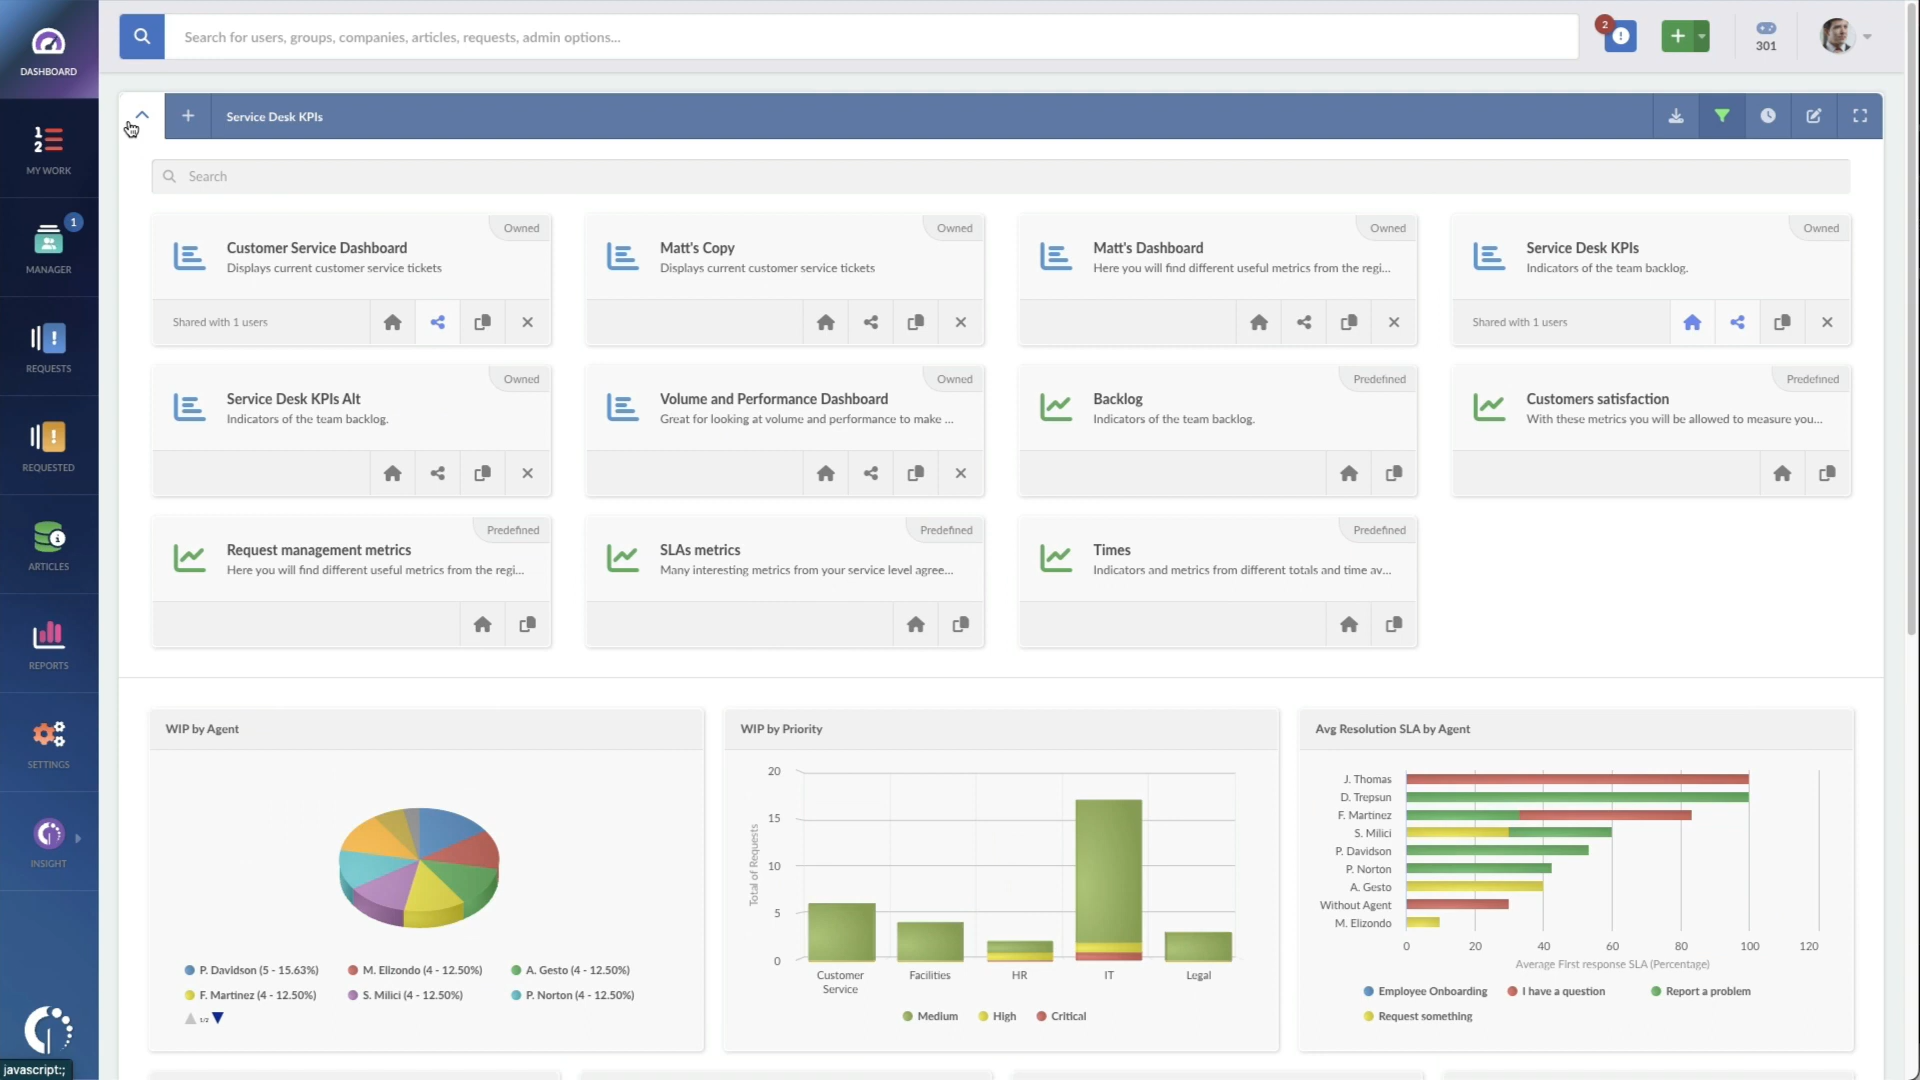 DASHBOARD
MY WORK
1
MANAGER
REQUESTS
REQUESTED
ARTICLES
REPORTS
SETTINGS
INSIGHT
javascript:;
Search for users, groups, companies, articles, requests, admin options...
2
301
Service Desk KPIs
Search
Owned
Customer Service Dashboard
Displays current customer service tickets
Shared with 1 users
Owned
Matt's Copy
Displays current customer service tickets
Owned
Matt's Dashboard
Here you will find different useful metrics from the regi...
Owned
Service Desk KPIs
Indicators of the team backlog.
Shared with 1 users
Owned
Service Desk KPIs Alt
Indicators of the team backlog.
Owned
Volume and Performance Dashboard
Great for looking at volume and performance to make ...
Predefined
Backlog
Indicators of the team backlog.
Predefined
Customers satisfaction
With these metrics you will be allowed to measure you...
Predefined
Request management metrics
Here you will find different useful metrics from the regi...
Predefined
SLAs metrics
Many interesting metrics from your service level agree...
Predefined
Times
Indicators and metrics from different totals and time av...
WIP by Agent
P. Davidson (5 - 15.63%)
M. Elizondo (4 - 12.50%)
A. Gesto (4 - 12.50%)
F. Martinez (4 - 12.50%)
S. Milici (4 - 12.50%)
P. Norton (4 - 12.50%)
1/2
WIP by Priority
Total of Requests
20
15
10
5
0
Customer Service
Facilities
HR
IT
Legal
Medium
High
Critical
Avg Resolution SLA by Agent
J. Thomas
D. Trepsun
F. Martinez
S. Milici
P. Davidson
P. Norton
A. Gesto
Without Agent
M. Elizondo
0 20 40 60 80 100 120
Average First response SLA (Percentage)
Employee Onboarding
I have a question
Report a problem
Request something